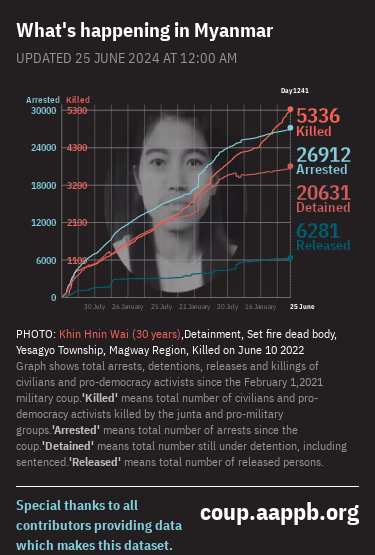 What's happening in Myanmar
UPDATED 25 JUNE 2024 AT 12:00 AM
Day1241
Arrested Killed
30000 5300
24000 4300
18000 3200
12000 2100
6000 1100
0
5336
Killed
26912
Arrested
20631
Detained
6281
Released
30 July 26 January 25 July 21 January 20 July 16 January 25 June
PHOTO: Khin Hnin Wai (30 years),Detainment, Set fire dead body,
Yesagyo Township, Magway Region, Killed on June 10 2022
Graph shows total arrests, detentions, releases and killings of
civilians and pro-democracy activists since the February 1,2021
military coup.'Killed' means total number of civilians and pro-
democracy activists killed by the junta and pro-military
groups.'Arrested' means total number of arrests since the
coup.'Detained' means total number still under detention, including
sentenced.'Released' means total number of released persons.
Special thanks to all
contributors providing data
which makes this dataset.
coup.aappb.org